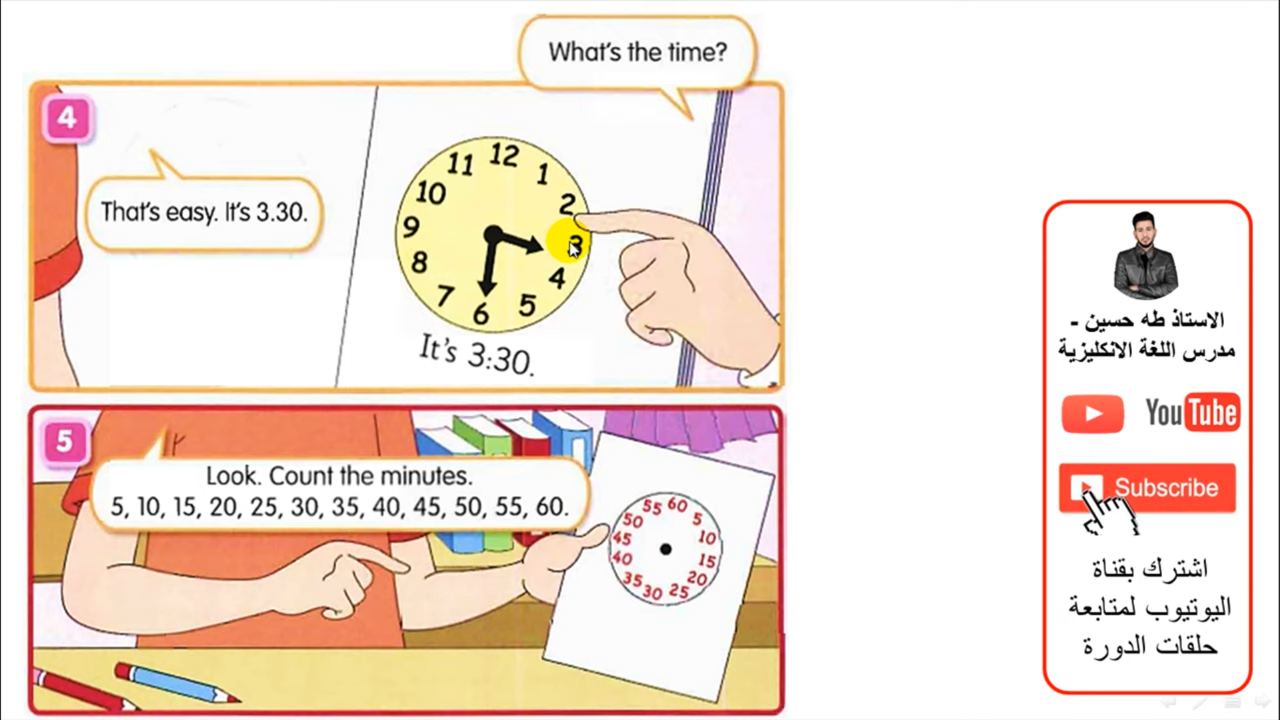 What's the time?
4
That's easy. It's 3.30.
12
11
1
10
2
9
3
8
4
7
5
6
It's 3:30.
5
Look. Count the minutes.
5, 10, 15, 20, 25, 30, 35, 40, 45, 50, 55, 60.
55 60
50 5
45 10
40 15
35 20
30 25
الاستاذ طه حسين -
مدرس اللغة الانكليزية
YouTube
Subscribe
اشترك بقناة
اليوتيوب لمتابعة
حلقات الدورة